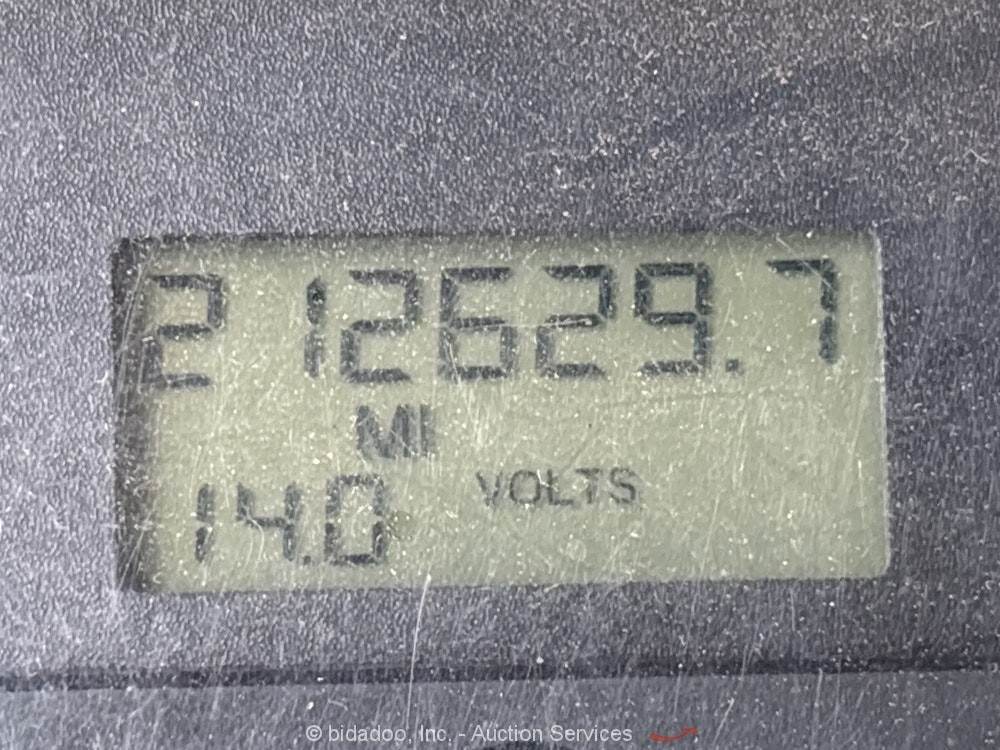 212629.7
MI
14.0 VOLTS
© bidadoo, Inc. - Auction Services